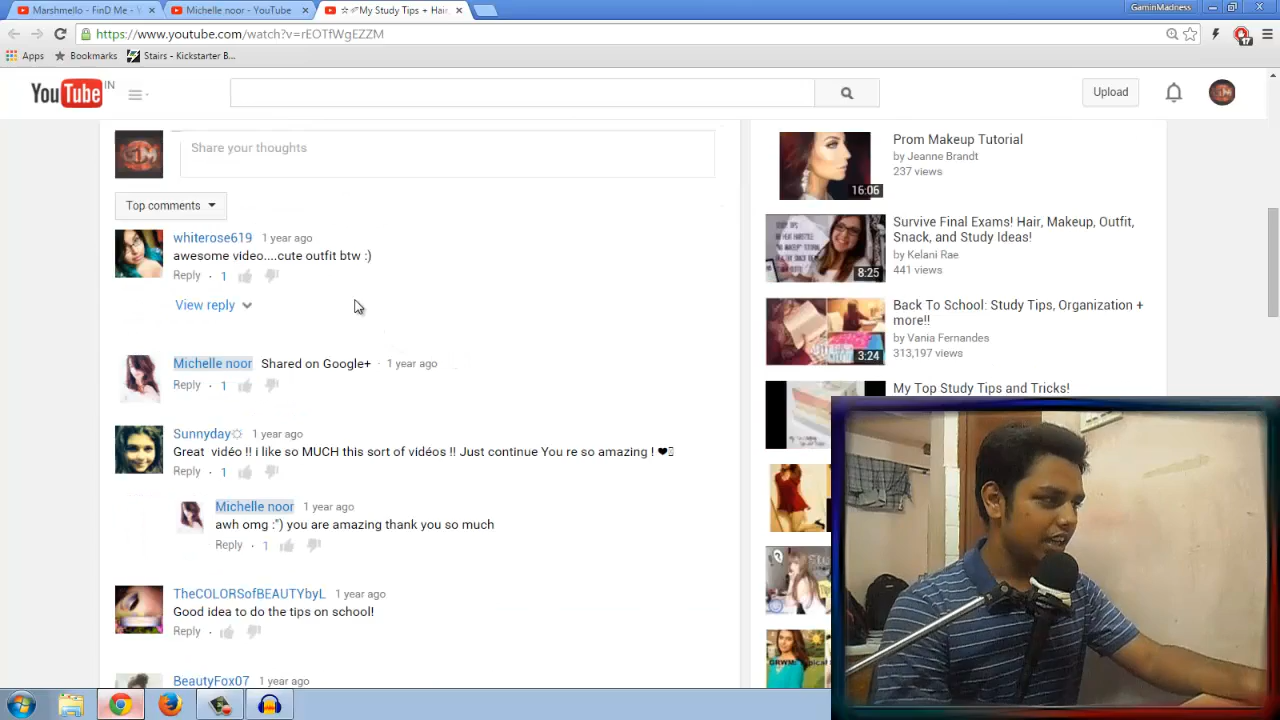 Marshmello - FinD Me -
Michelle noor - YouTube
My Study Tips + Hair
GaminMadness
https://www.youtube.com/watch?v=rEOTfWgEZZM
17
Apps
Bookmarks
Stairs - Kickstarter B
YouTube IN
Upload
GM
Share your thoughts
Top comments
whiterose619 1 year ago
awesome video....cute outfit btw :)
Reply · 1
View reply
Michelle noor Shared on Google+ · 1 year ago
Reply · 1
Sunnyday☼ 1 year ago
Great vidéo !! i like so MUCH this sort of vidéos !! Just continue You re so amazing ! ❤
Reply · 1
Michelle noor 1 year ago
awh omg :") you are amazing thank you so much
Reply · 1
TheCOLORSofBEAUTYbyL 1 year ago
Good idea to do the tips on school!
Reply ·
BeautyFox07 1 year ago
Prom Makeup Tutorial
by Jeanne Brandt
237 views
16:06
Survive Final Exams! Hair, Makeup, Outfit,
Snack, and Study Ideas!
by Kelani Rae
441 views
8:25
Back To School: Study Tips, Organization +
more!!
by Vania Fernandes
313,197 views
3:24
My Top Study Tips and Tricks!